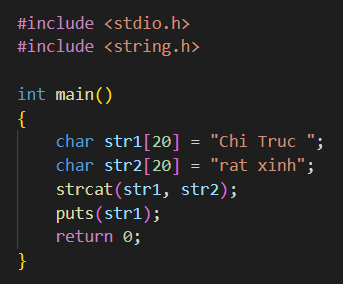 #include <stdio.h>
#include <string.h>
int main()
{
char str1[20] = "Chi Truc ";
char str2[20] = "rat xinh";
strcat(str1, str2);
puts(str1);
return 0;
}